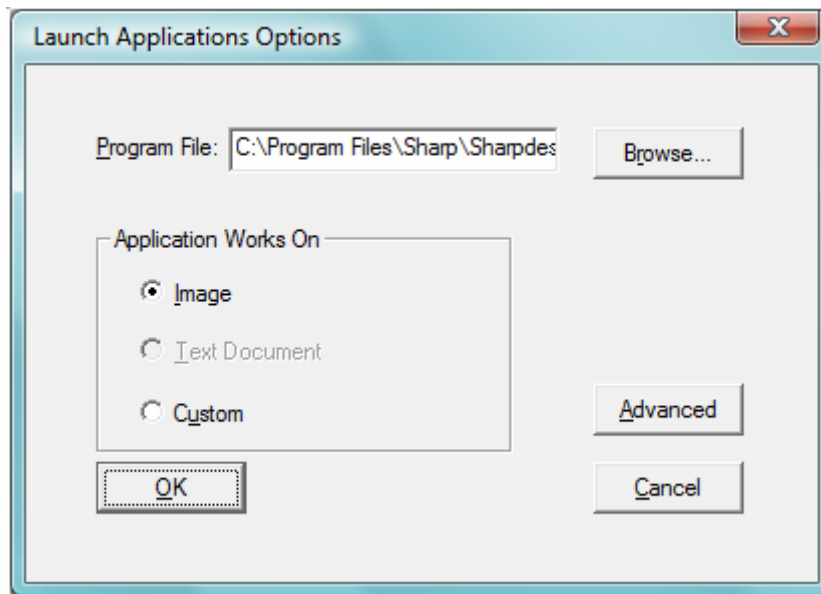 Launch Applications Options
Program File: C:\Program Files\Sharp\Sharpdes Browse...
Application Works On
Image
Text Document
Custom
Advanced
OK Cancel